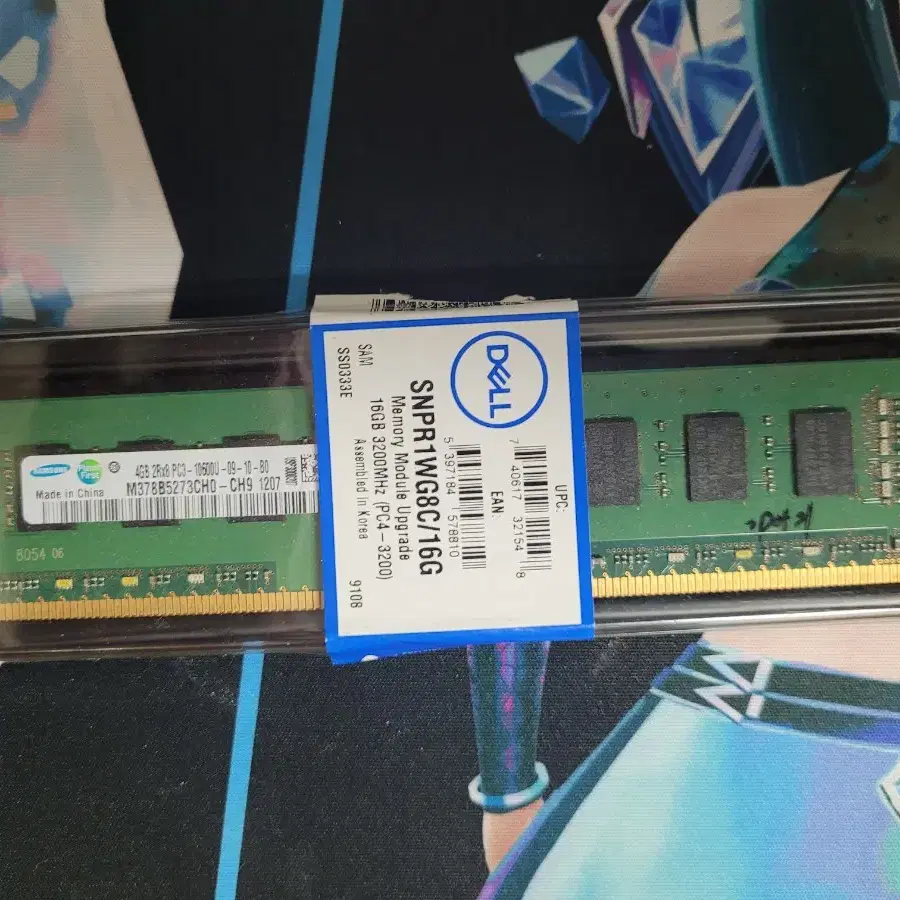 SAMSUNG
Planet First
4GB 2Rx8 PC3-10600U-09-10-B0
Made in China
M378B5273CH0-CH9 1207
8054 06
DELL
SNPR1WG8C/16G
Memory Module Upgrade
16GB 3200MHz (PC4-3200)
Assembled in Korea
SAM
SS0333E
9108
UPC:
7 40617 32154 8
EAN:
5 397184 578810